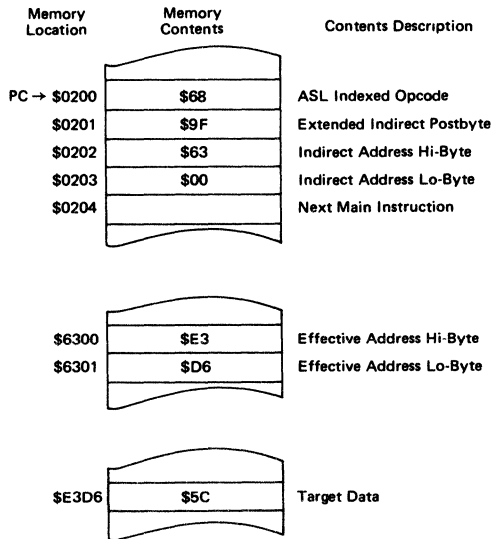 Memory Location Memory Contents Contents Description
PC → $0200 $68 ASL Indexed Opcode
$0201 $9F Extended Indirect Postbyte
$0202 $63 Indirect Address Hi-Byte
$0203 $00 Indirect Address Lo-Byte
$0204 Next Main Instruction
$6300 $E3 Effective Address Hi-Byte
$6301 $D6 Effective Address Lo-Byte
$E3D6 $5C Target Data